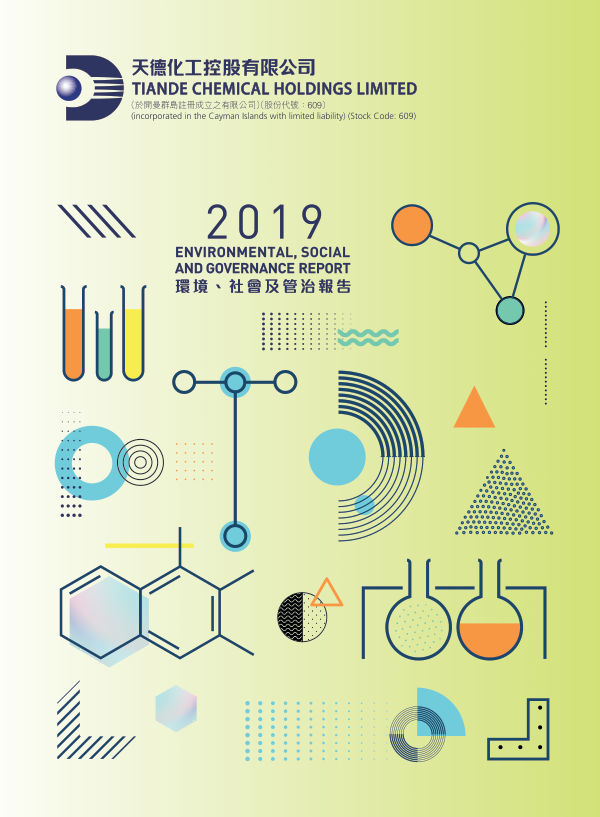 天德化工控股有限公司
TIANDE CHEMICAL HOLDINGS LIMITED
(於開曼群島註冊成立之有限公司)(股份代號：609)
(incorporated in the Cayman Islands with limited liability) (Stock Code: 609)
2019
ENVIRONMENTAL, SOCIAL
AND GOVERNANCE REPORT
環境、社會及管治報告